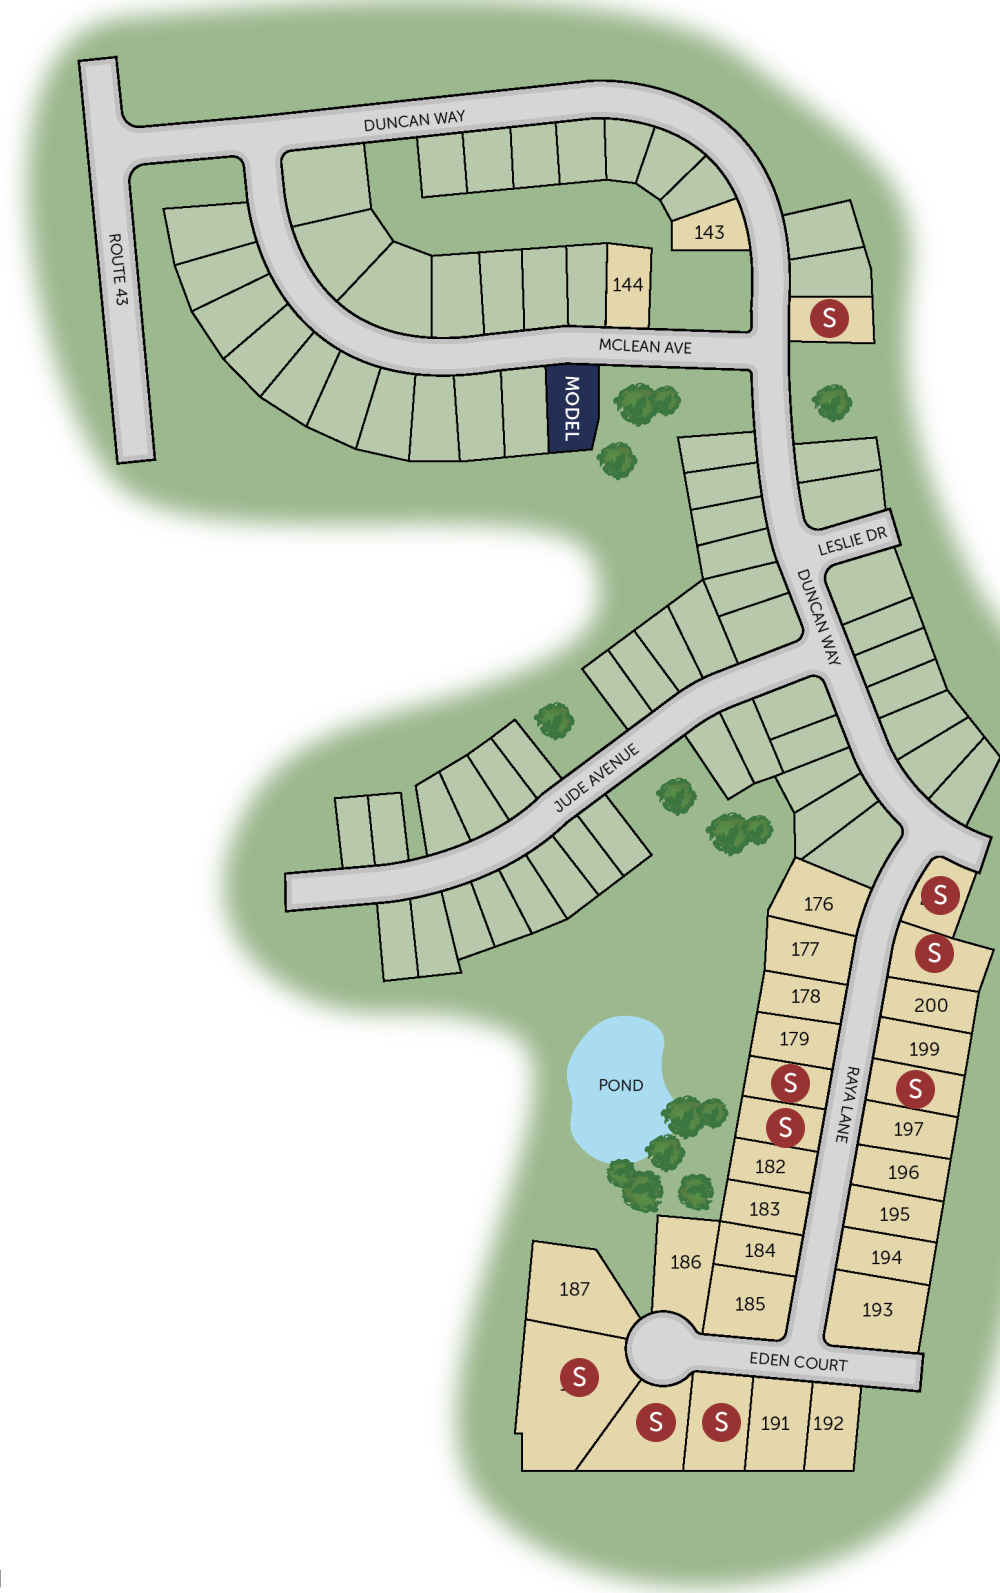 DUNCAN WAY
ROUTE 43
143
144
S
MCLEAN AVE
MODEL
LESLIE DR
DUNCAN WAY
JUDE AVENUE
176
S
177
S
178
200
179
199
S
S
S
197
RAYA LANE
182
196
183
195
184
194
185
193
186
187
POND
EDEN COURT
S
S
S
191
192